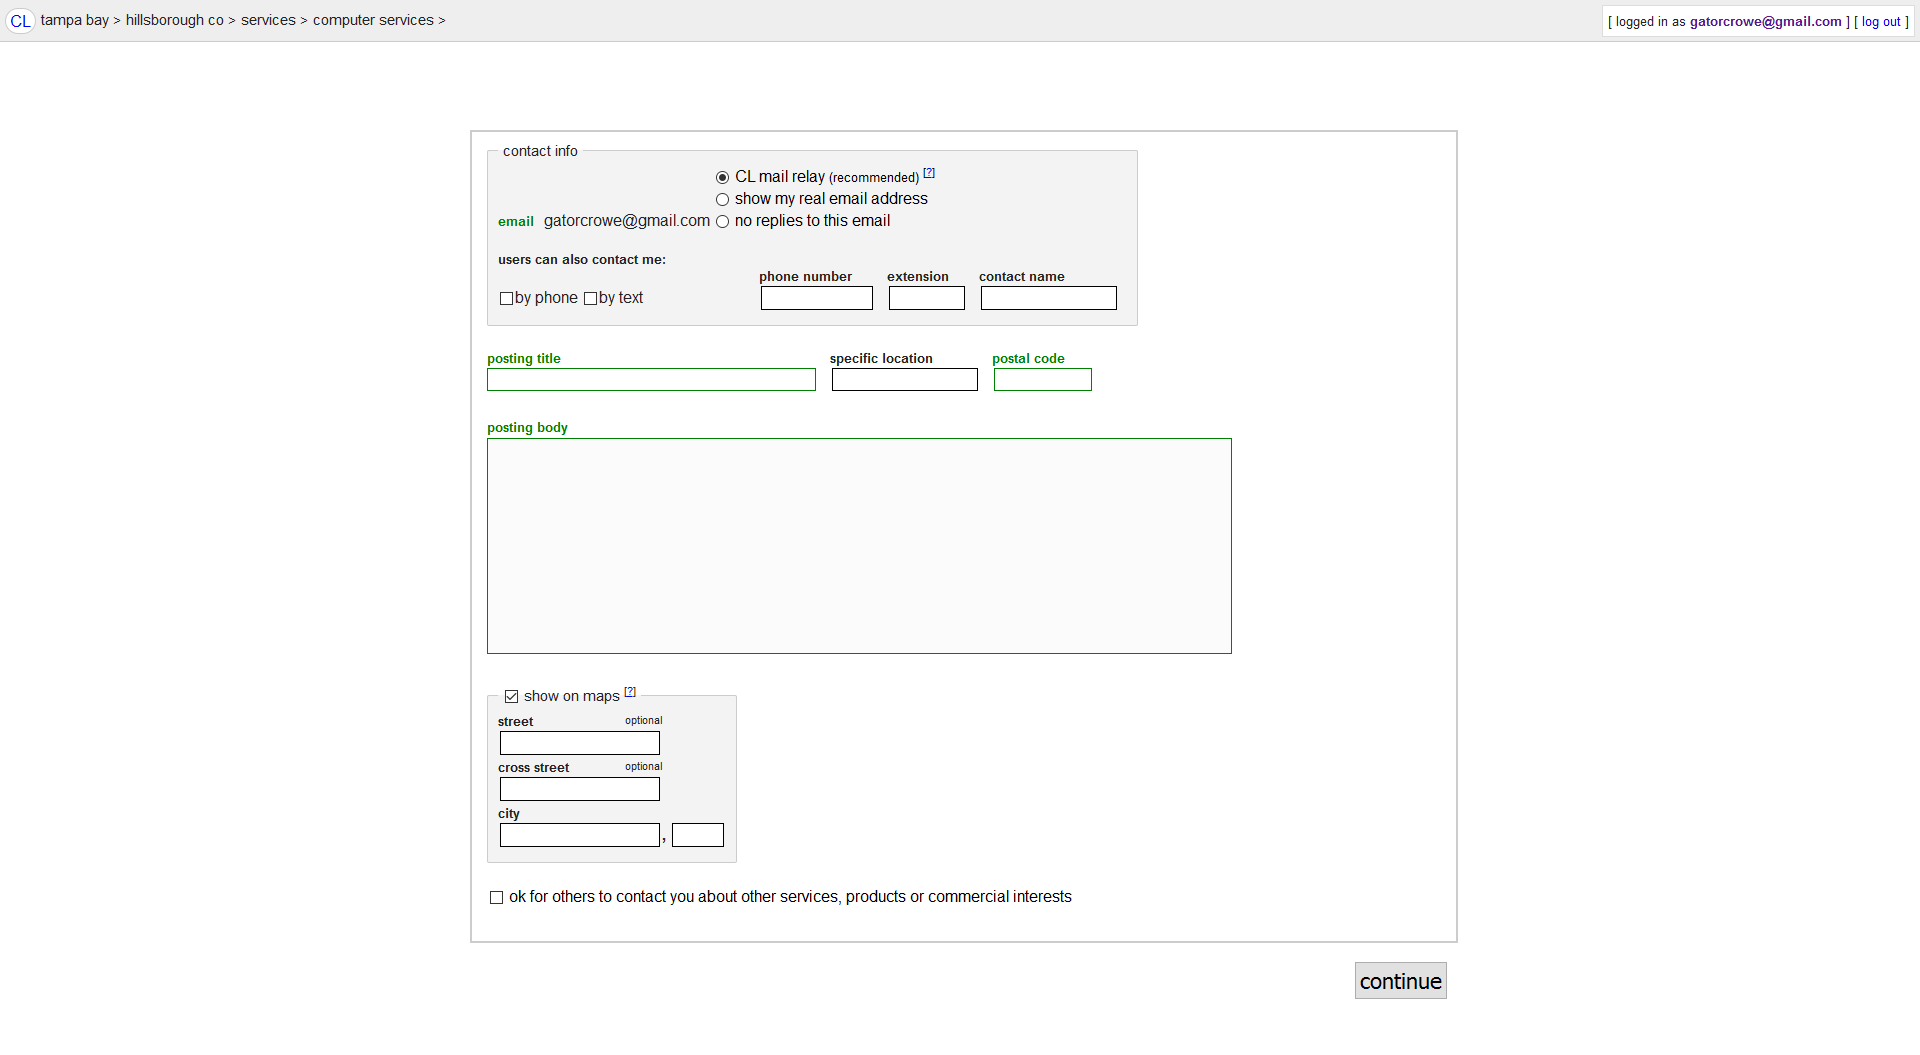 CL tampa bay > hillsborough co > services > computer services >
[ logged in as gatorcrowe@gmail.com ] [ log out ]
contact info
CL mail relay (recommended) [?]
show my real email address
email gatorcrowe@gmail.com no replies to this email
users can also contact me:
phone number extension contact name
by phone by text
posting title specific location postal code
posting body
show on maps [?]
street optional
cross street optional
city
,
ok for others to contact you about other services, products or commercial interests
continue